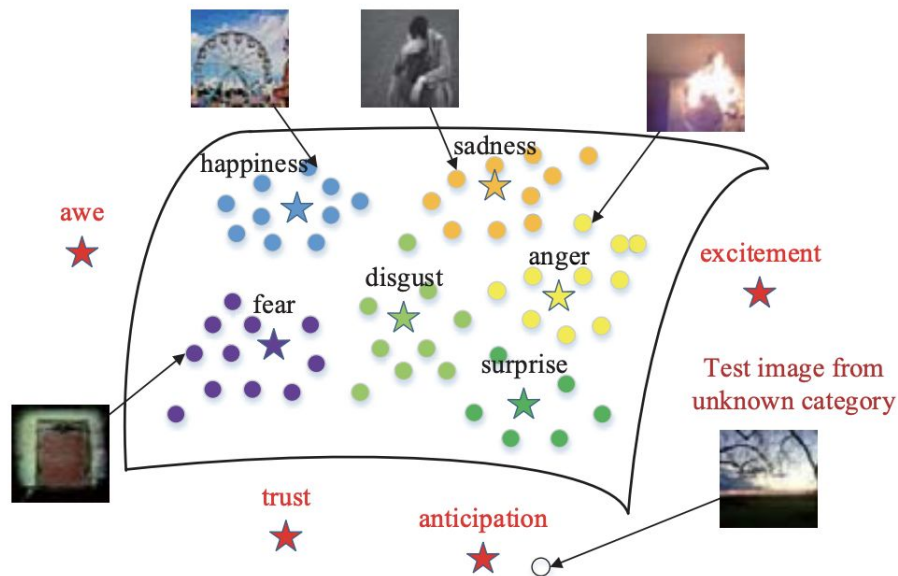 happiness
sadness
awe
anger
excitement
disgust
fear
surprise
Test image from
unknown category
trust
anticipation